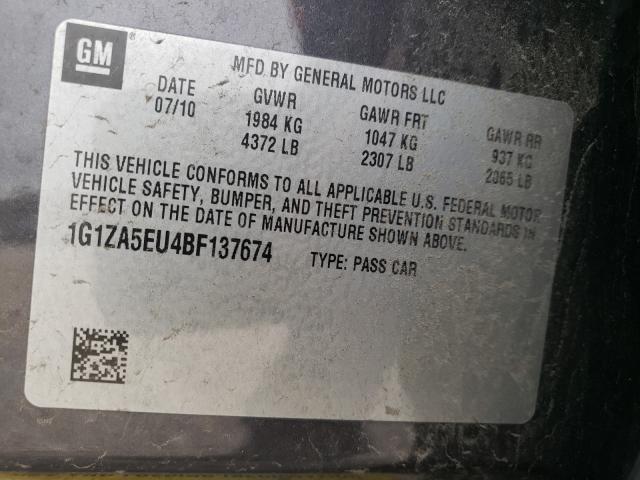 GM
MFD BY GENERAL MOTORS LLC
DATE GVWR GAWR FRT GAWR RR
07/10 1984 KG 1047 KG 937 KG
4372 LB 2307 LB 2065 LB
THIS VEHICLE CONFORMS TO ALL APPLICABLE U.S. FEDERAL MOTOR
VEHICLE SAFETY, BUMPER, AND THEFT PREVENTION STANDARDS IN
EFFECT ON THE DATE OF MANUFACTURE SHOWN ABOVE.
1G1ZA5EU4BF137674 TYPE: PASS CAR